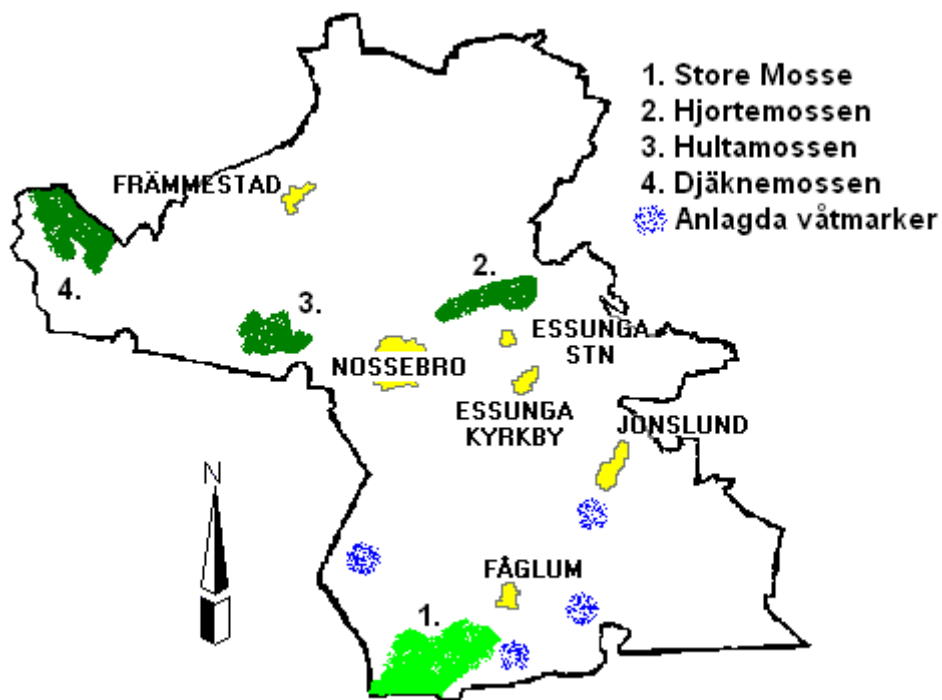 1. Store Mosse
2. Hjortemossen
3. Hultamossen
4. Djäknemossen
Anlagda våtmarker
FRÄMMESTAD
4.
3.
2.
ESSUNGA
STN
NOSSEBRO
ESSUNGA
KYRKBY
JONSLUND
N
FÅGLUM
1.